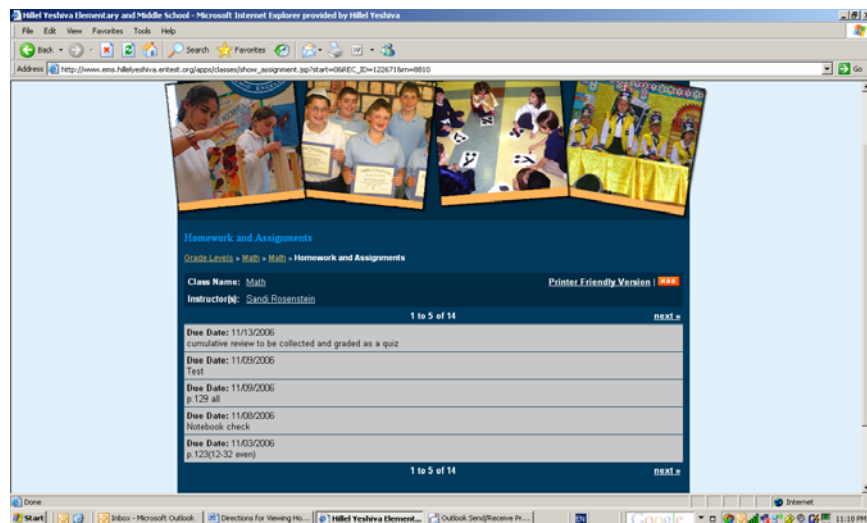 Hillel Yeshiva Elementary and Middle School - Microsoft Internet Explorer provided by Hillel Yeshiva
File Edit View Favorites Tools Help
Back Search Favorites
Address http://www.ems.hillelyeshiva.entest.org/apps/classes/show_assignment.jsp?start=0&REC_ID=122671&rn=8810 Go
Homework and Assignments
Grade Levels » Math » Math » Homework and Assignments
Class Name: Math Printer Friendly Version | RSS
Instructor(s): Sandi Rosenstein
1 to 5 of 14 next »
Due Date: 11/13/2006
cumulative review to be collected and graded as a quiz
Due Date: 11/09/2006
Test
Due Date: 11/09/2006
p.129 all
Due Date: 11/08/2006
Notebook check
Due Date: 11/03/2006
p.123(12-32 even)
1 to 5 of 14 next »
Done Internet
Start Inbox - Microsoft Outlook Directions for Viewing Ho... Hillel Yeshiva Element... Outlook Send/Receive Pr... EN Google 11:18 PM